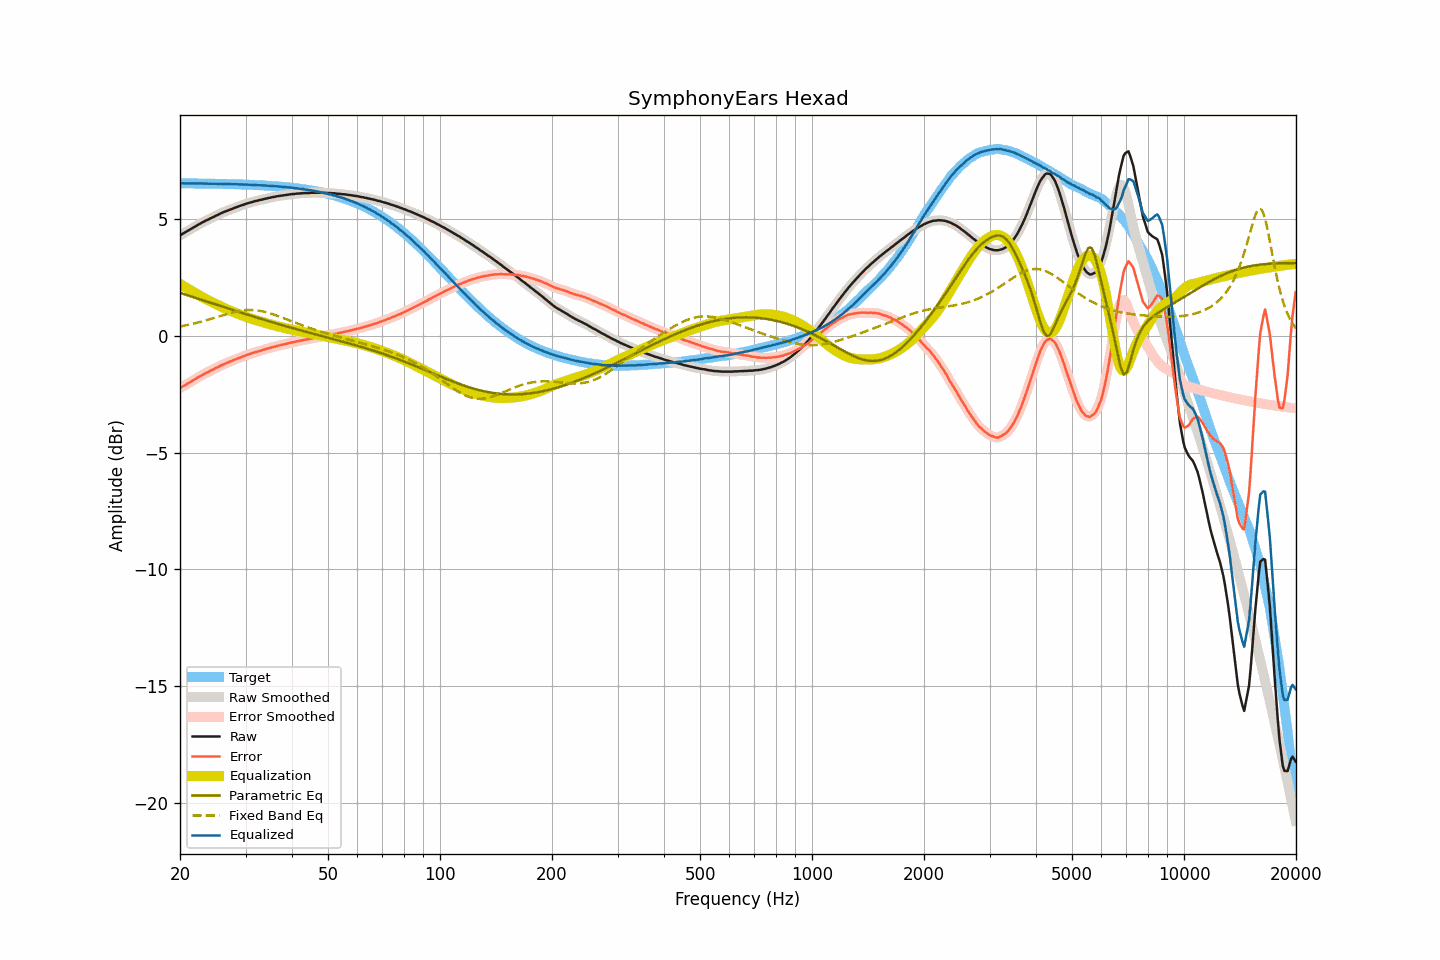 SymphonyEars Hexad
Amplitude (dBr)
5
0
−5
−10
−15
−20
Target
Raw Smoothed
Error Smoothed
Raw
Error
Equalization
Parametric Eq
Fixed Band Eq
Equalized
20 50 100 200 500 1000 2000 5000 10000 20000
Frequency (Hz)